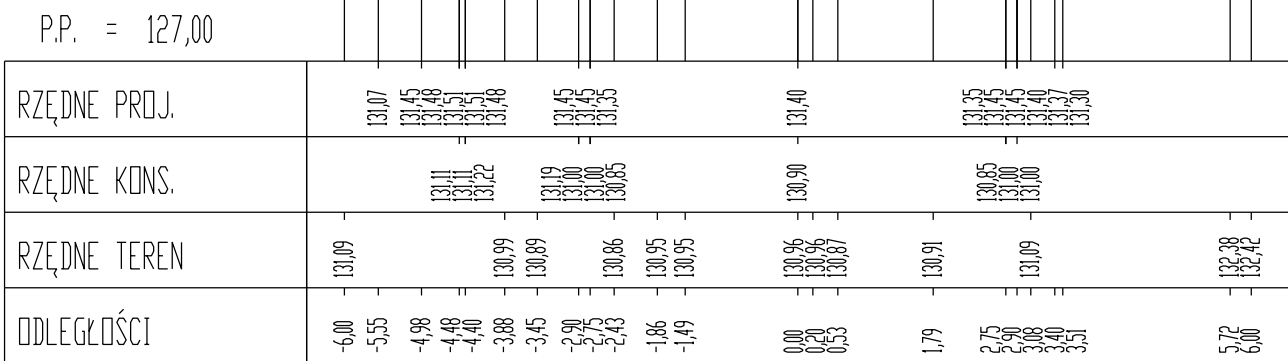 P.P. = 127,00
RZĘDNE PROJ. 131,07 131,45 131,48 131,51 131,51 131,48 131,45 131,45 131,35 131,40 131,35 131,45 131,45 131,40 131,37 131,30
RZĘDNE KONS. 131,11 131,11 131,22 131,19 131,00 131,00 130,85 130,90 130,85 131,00 131,00
RZĘDNE TEREN 131,09 130,99 130,89 130,86 130,95 130,95 130,96 130,96 130,87 130,91 131,09 132,38 132,42
ODLEGŁOŚCI -6,00 -5,55 -4,98 -4,48 -4,40 -3,88 -3,45 -2,90 -2,75 -2,43 -1,86 -1,49 0,00 0,20 0,53 1,79 2,75 2,90 3,08 3,40 3,51 5,72 6,00